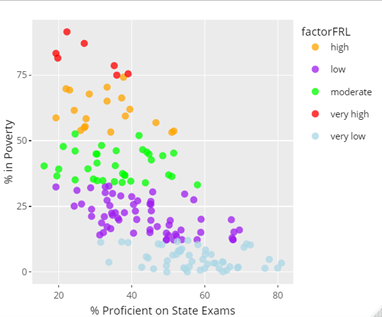 factorFRL
high
low
moderate
very high
very low
% in Poverty
75
50
25
0
20
40
60
80
% Proficient on State Exams